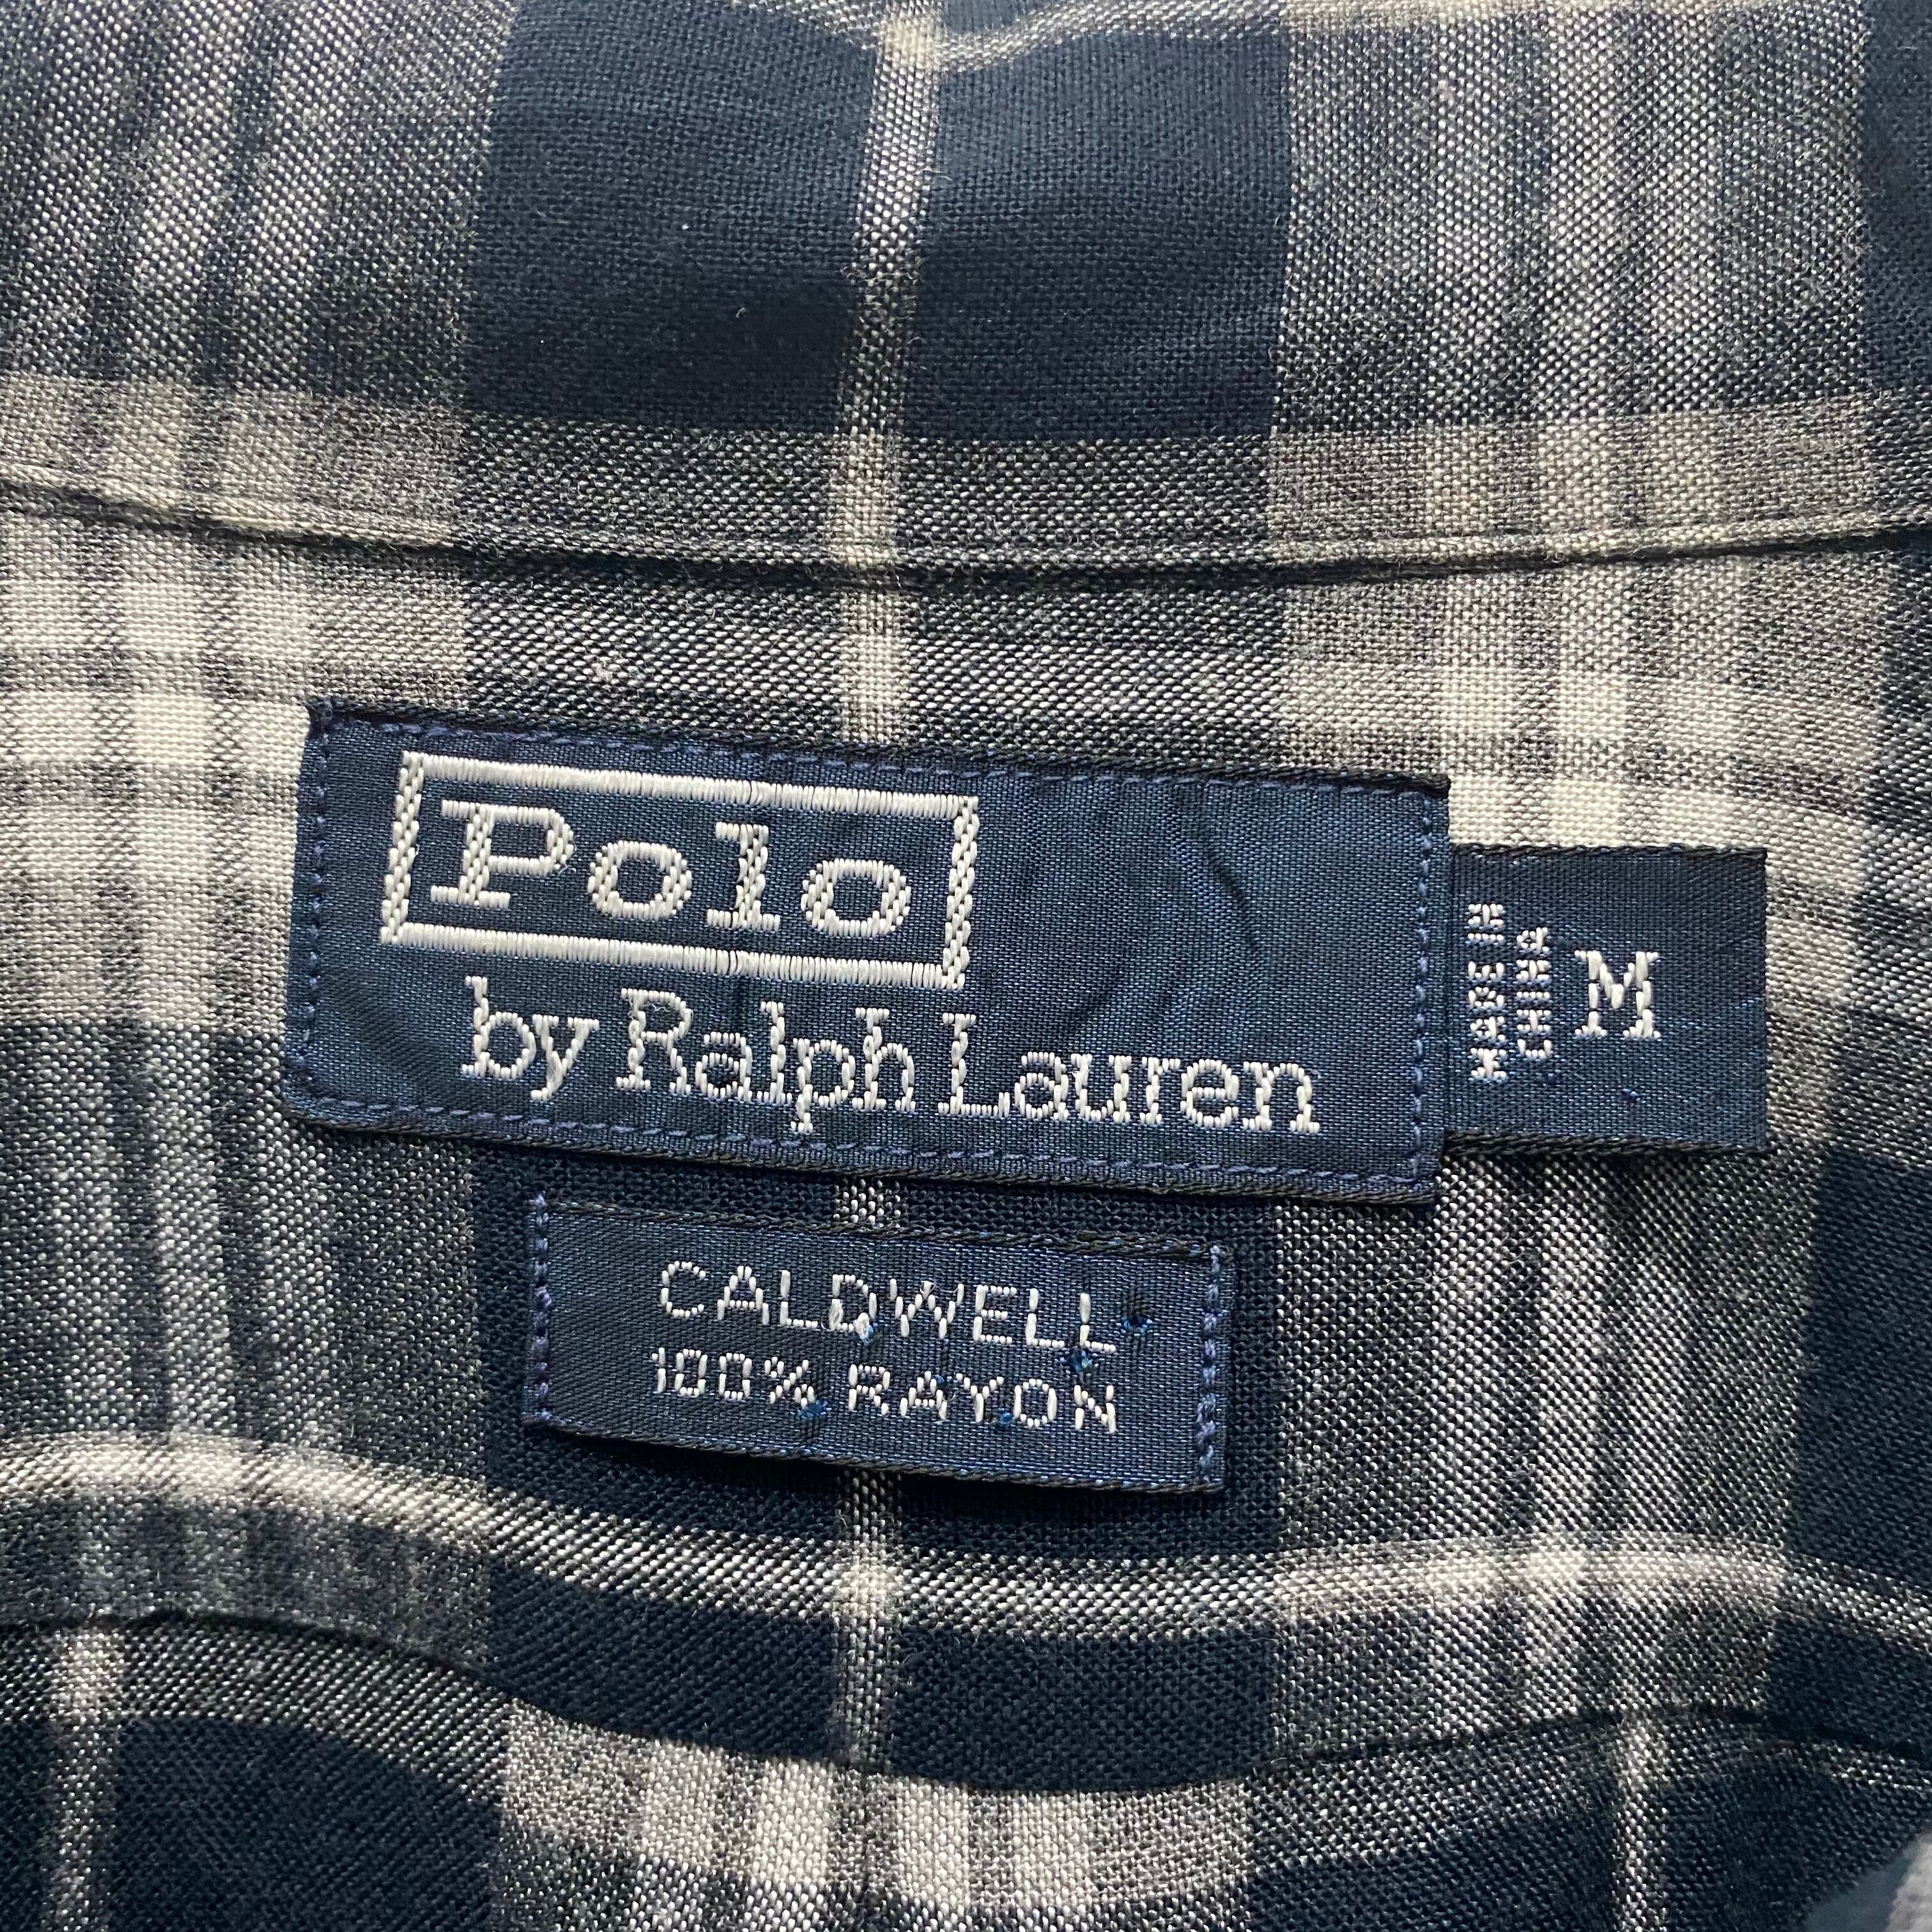 Polo
by Ralph Lauren
MADE IN
CHINA
M
CALDWELL
100% RAYON